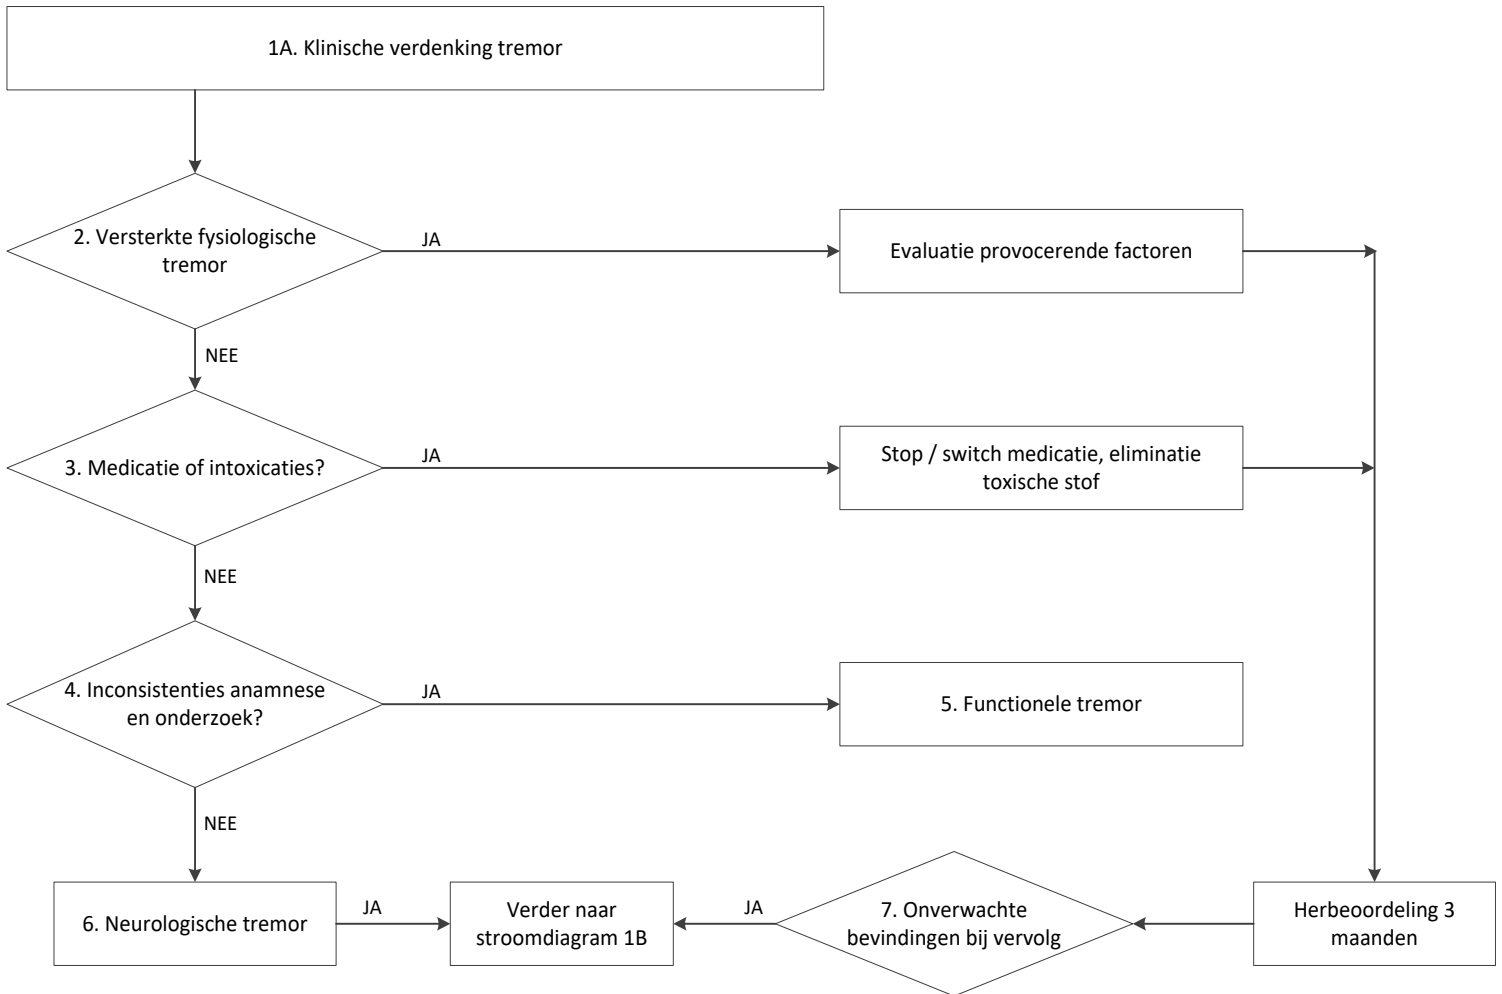 1A. Klinische verdenking tremor
2. Versterkte fysiologische
tremor
JA
Evaluatie provocerende factoren
NEE
3. Medicatie of intoxicaties?
JA
Stop / switch medicatie, eliminatie
toxische stof
NEE
4. Inconsistenties anamnese
en onderzoek?
JA
5. Functionele tremor
NEE
6. Neurologische tremor
JA
Verder naar
stroomdiagram 1B
JA
7. Onverwachte
bevindingen bij vervolg
Herbeoordeling 3
maanden